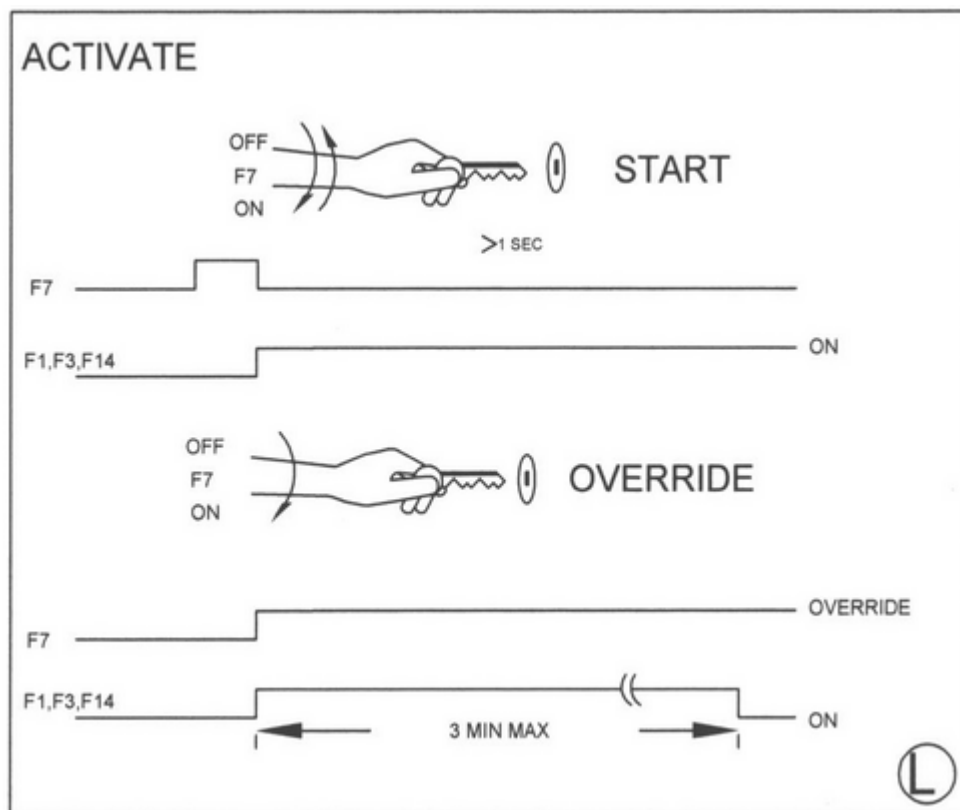 ACTIVATE
OFF
F7
ON
START
>1 SEC
F7
F1,F3,F14
ON
OFF
F7
ON
OVERRIDE
F7
OVERRIDE
F1,F3,F14
3 MIN MAX
ON
L